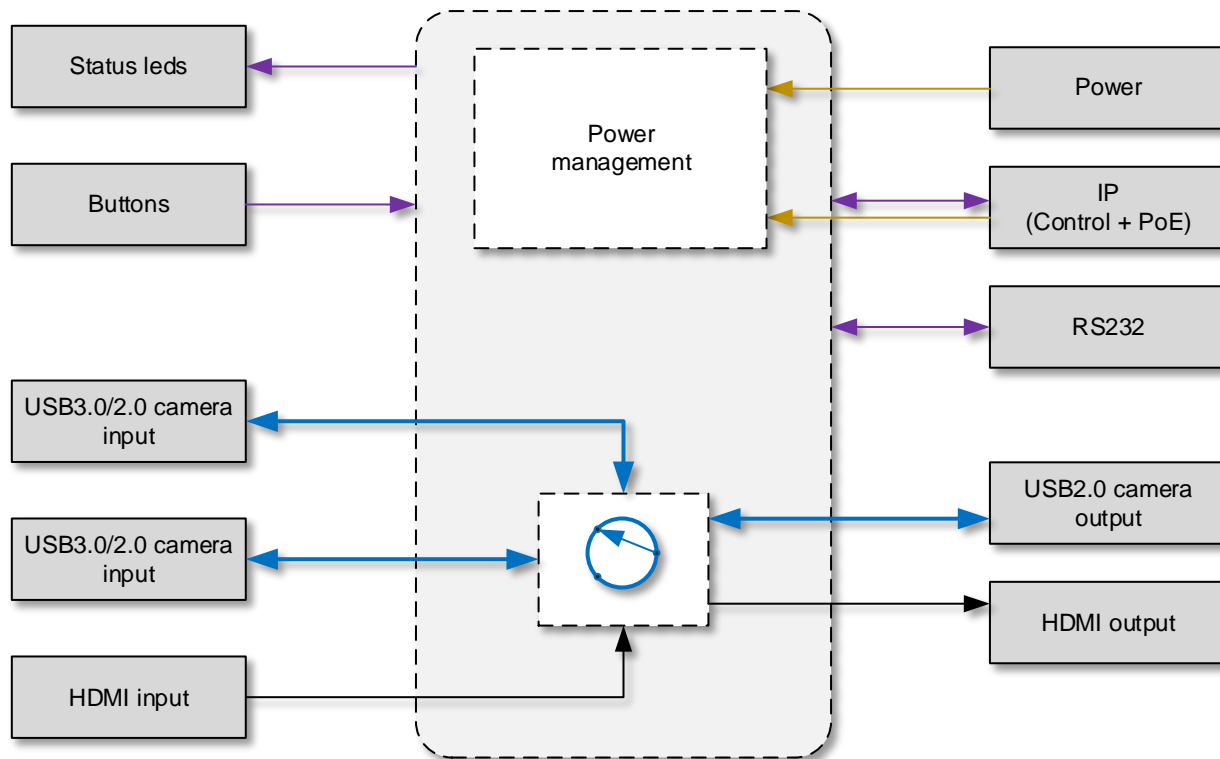 Status leds
Buttons
USB3.0/2.0 camera
input
USB3.0/2.0 camera
input
HDMI input
Power
management
Power
IP
(Control + PoE)
RS232
USB2.0 camera
output
HDMI output